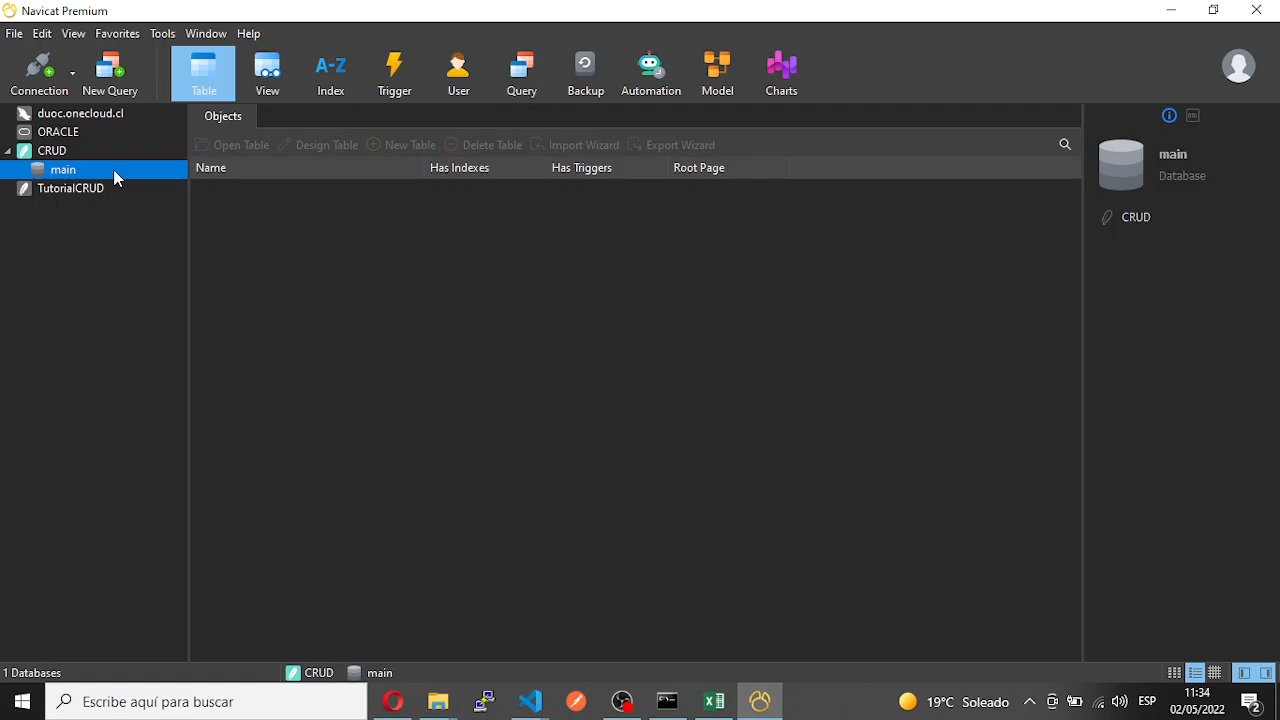 Navicat Premium
File Edit View Favorites Tools Window Help
Connection New Query Table View A-Z Index Trigger User Query Backup Automation Model Charts
duoc.onecloud.cl
ORACLE
CRUD
main
TutorialCRUD
Objects
Open Table Design Table New Table Delete Table Import Wizard Export Wizard
Name Has Indexes Has Triggers Root Page
main
Database
CRUD
1 Databases CRUD main
Escribe aquí para buscar
19°C Soleado
ESP
11:34
02/05/2022
2